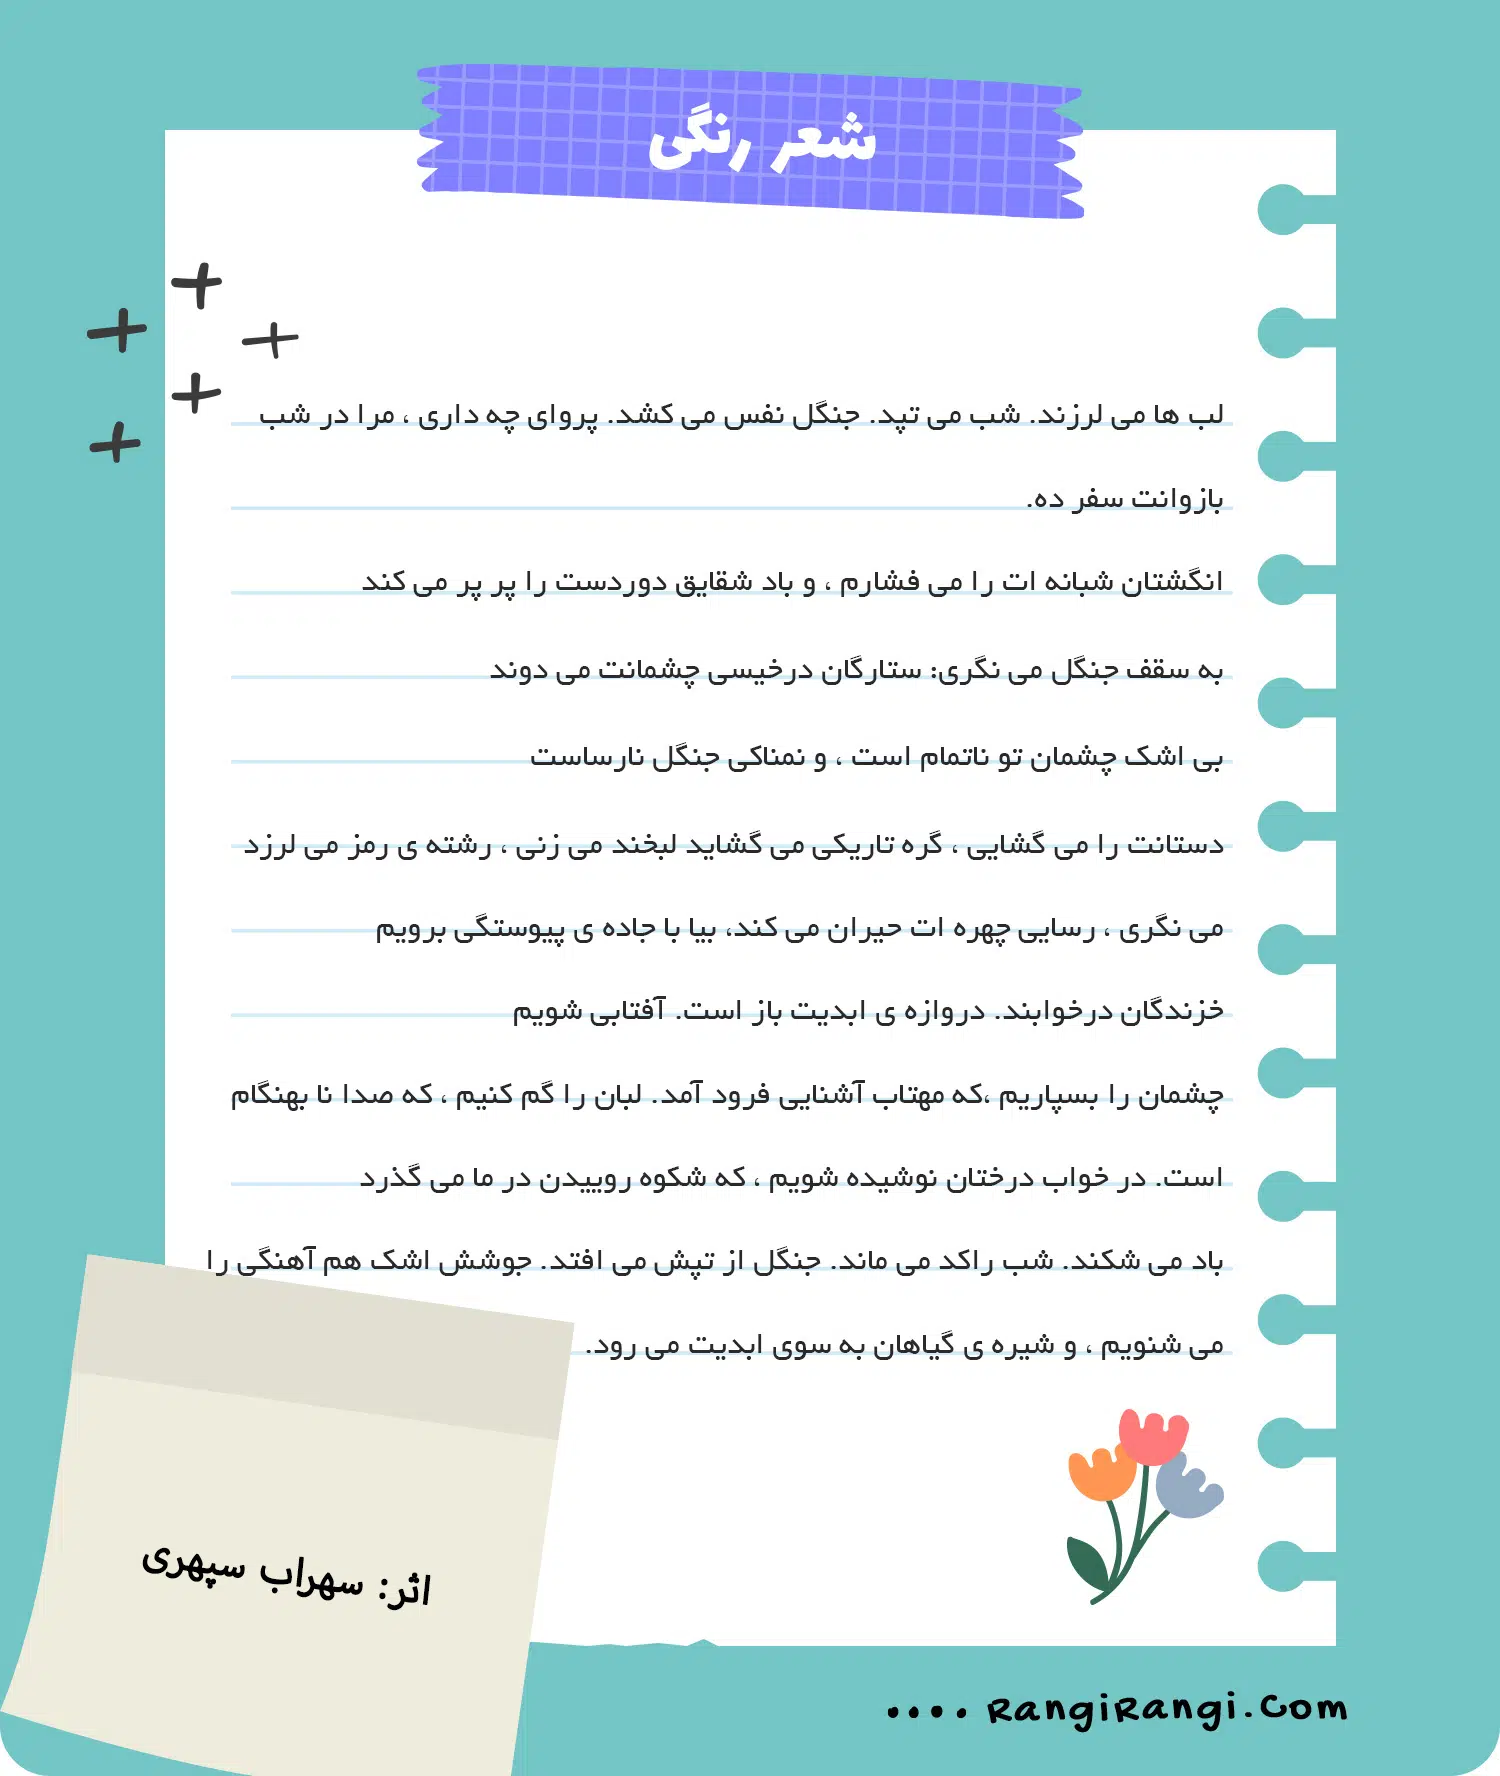 شعر رنگی
لب ها می لرزند. شب می تپد. جنگل نفس می کشد. پروای چه داری ، مرا در شب
بازوانت سفر ده.
انگشتان شبانه ات را می فشارم ، و باد شقایق دوردست را پر پر می کند
به سقف جنگل می نگری: ستارگان درخیسی چشمانت می دوند
بی اشک چشمان تو ناتمام است ، و نمناکی جنگل نارساست
دستانت را می گشایی ، گره تاریکی می گشاید لبخند می زنی ، رشته ی رمز می لرزد
می نگری ، رسایی چهره ات حیران می کند، بیا با جاده ی پیوستگی برویم
خزندگان درخوابند. دروازه ی ابدیت باز است. آفتابی شویم
چشمان را بسپاریم ،که مهتاب آشنایی فرود آمد. لبان را گم کنیم ، که صدا نا بهنگام
است. در خواب درختان نوشیده شویم ، که شکوه روییدن در ما می گذرد
باد می شکند. شب راکد می ماند. جنگل از تپش می افتد. جوشش اشک هم آهنگی را
می شنویم ، و شیره ی گیاهان به سوی ابدیت می رود.
اثر: سهراب سپهری
•••• RangiRangi.Com